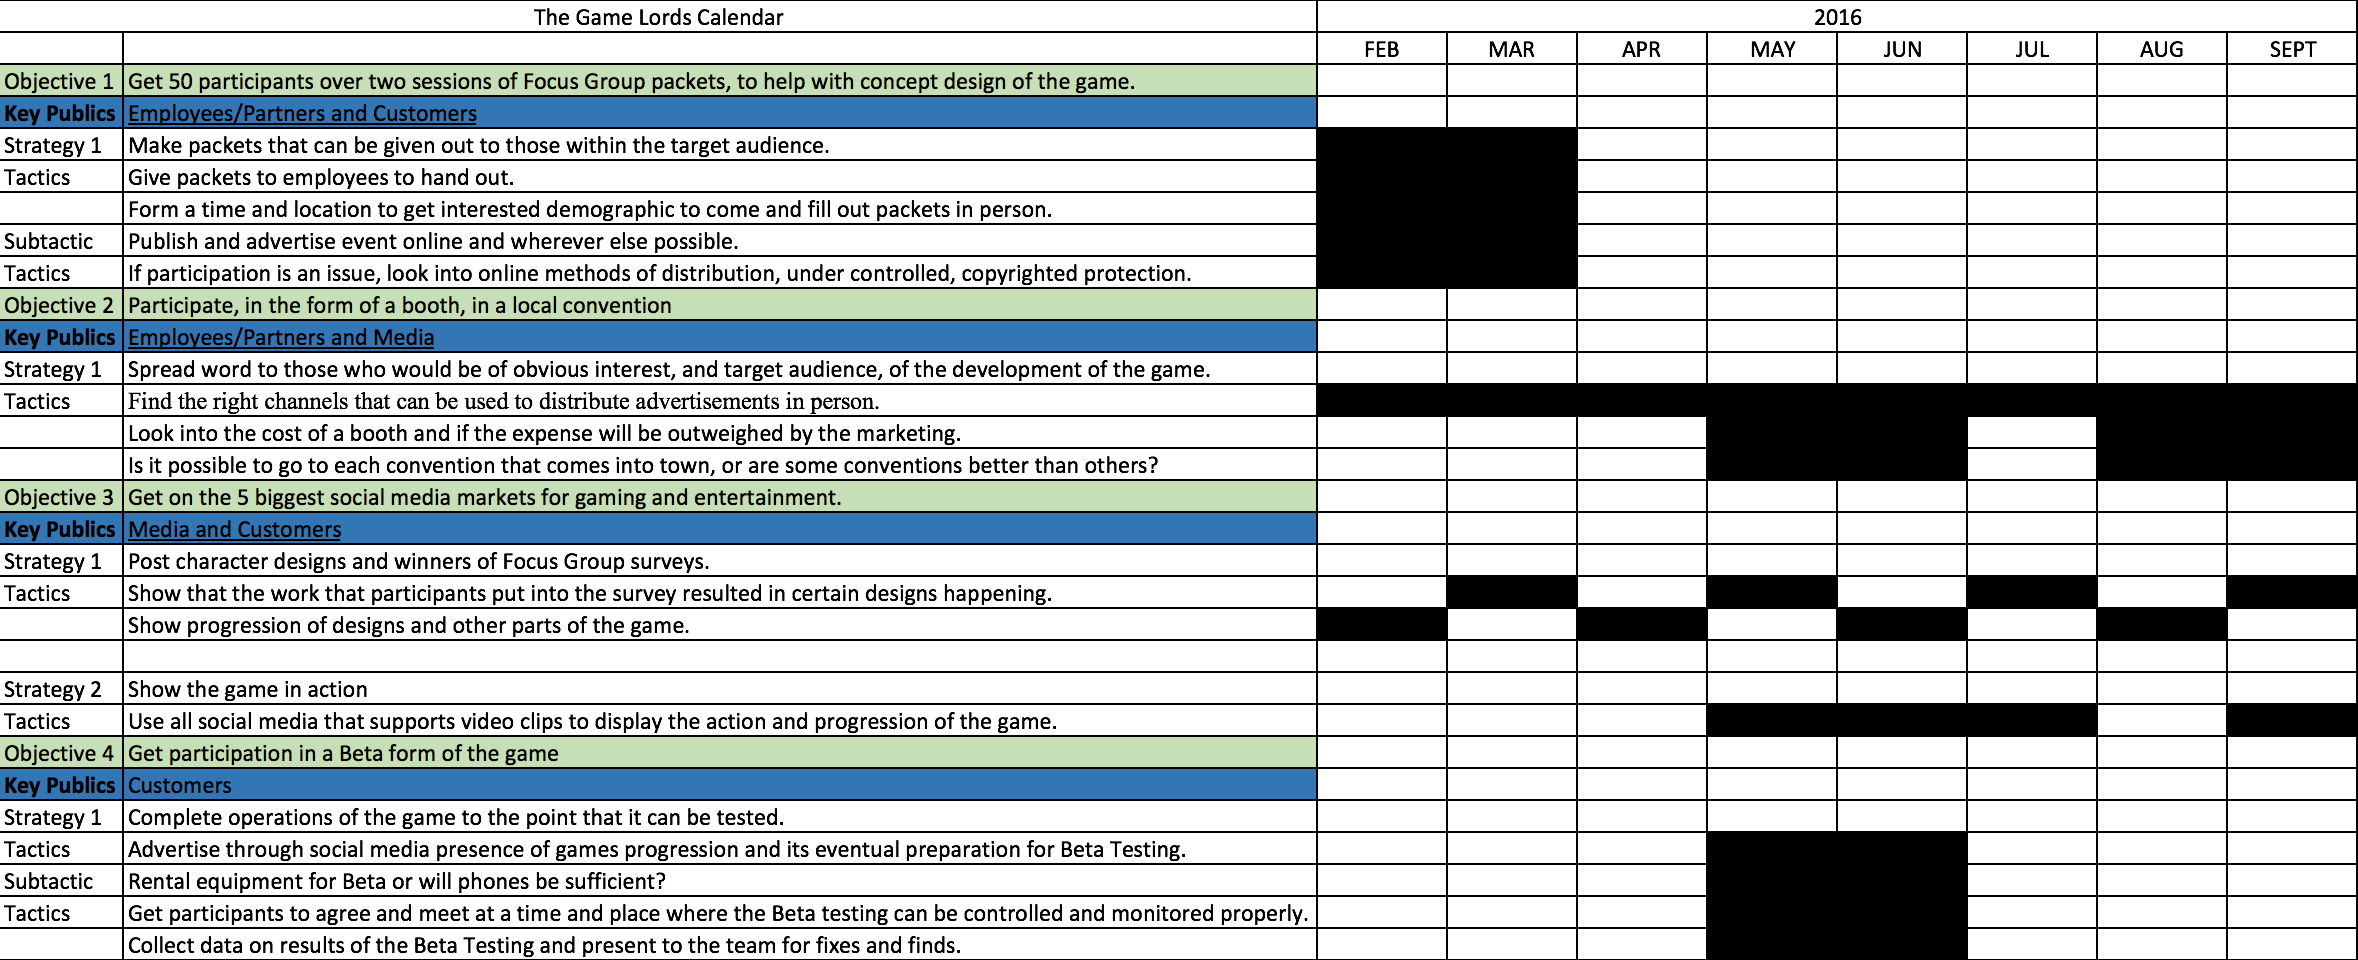 The Game Lords Calendar 2016
FEB MAR APR MAY JUN JUL AUG SEPT
Objective 1 Get 50 participants over two sessions of Focus Group packets, to help with concept design of the game.
Key Publics Employees/Partners and Customers
Strategy 1 Make packets that can be given out to those within the target audience.
Tactics Give packets to employees to hand out.
Form a time and location to get interested demographic to come and fill out packets in person.
Subtactic Publish and advertise event online and wherever else possible.
Tactics If participation is an issue, look into online methods of distribution, under controlled, copyrighted protection.
Objective 2 Participate, in the form of a booth, in a local convention
Key Publics Employees/Partners and Media
Strategy 1 Spread word to those who would be of obvious interest, and target audience, of the development of the game.
Tactics Find the right channels that can be used to distribute advertisements in person.
Look into the cost of a booth and if the expense will be outweighed by the marketing.
Is it possible to go to each convention that comes into town, or are some conventions better than others?
Objective 3 Get on the 5 biggest social media markets for gaming and entertainment.
Key Publics Media and Customers
Strategy 1 Post character designs and winners of Focus Group surveys.
Tactics Show that the work that participants put into the survey resulted in certain designs happening.
Show progression of designs and other parts of the game.
Strategy 2 Show the game in action
Tactics Use all social media that supports video clips to display the action and progression of the game.
Objective 4 Get participation in a Beta form of the game
Key Publics Customers
Strategy 1 Complete operations of the game to the point that it can be tested.
Tactics Advertise through social media presence of games progression and its eventual preparation for Beta Testing.
Subtactic Rental equipment for Beta or will phones be sufficient?
Tactics Get participants to agree and meet at a time and place where the Beta testing can be controlled and monitored properly.
Collect data on results of the Beta Testing and present to the team for fixes and finds.